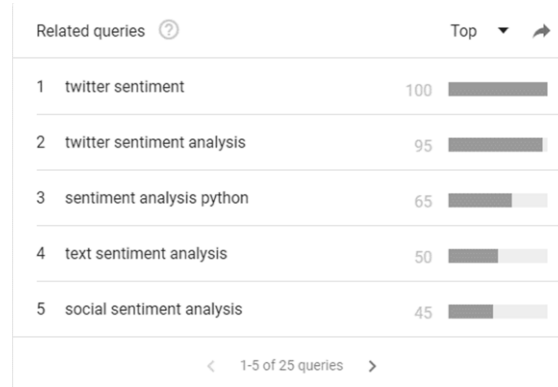 Related queries ? Top
1 twitter sentiment 100
2 twitter sentiment analysis 95
3 sentiment analysis python 65
4 text sentiment analysis 50
5 social sentiment analysis 45
1-5 of 25 queries